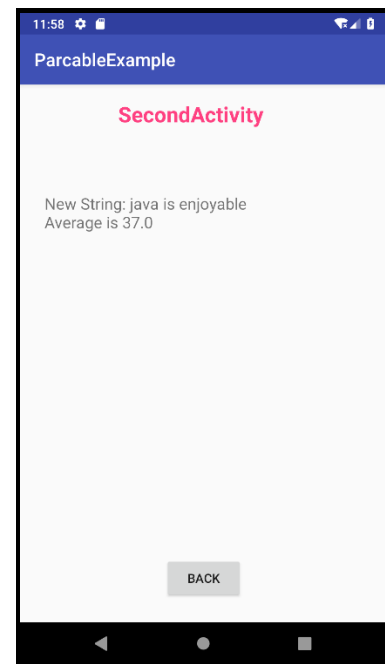 11:58
ParcableExample
SecondActivity
New String: java is enjoyable
Average is 37.0
BACK